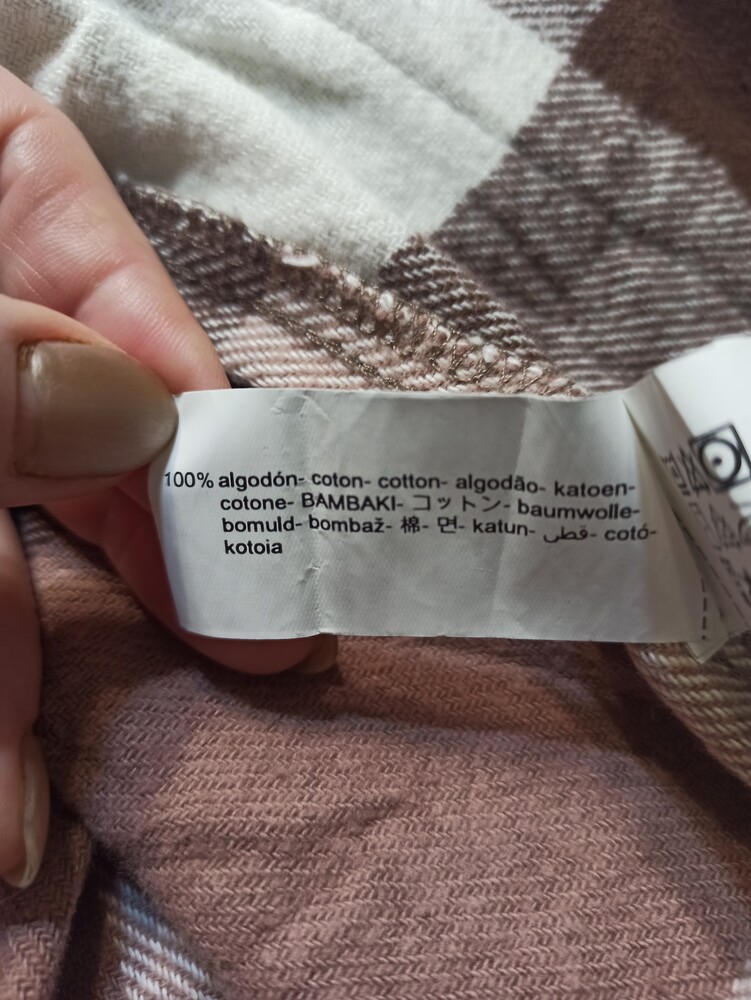 100% algodón- coton- cotton- algodão- katoen-
cotone- BAMBAKI- コットン- baumwolle-
bomuld- bombaž- 棉- 면- katun- قطن- cotó-
kotoia